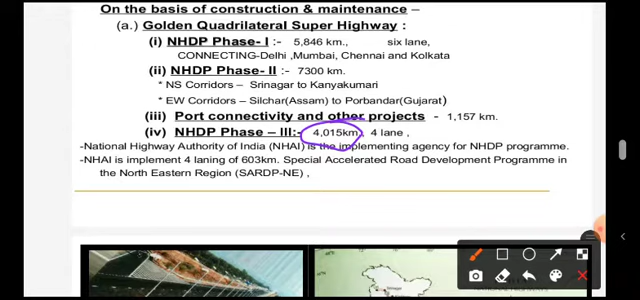 On the basis of construction & maintenance –
(a.) Golden Quadrilateral Super Highway :
(i) NHDP Phase-I :- 5,846 km., six lane,
CONNECTING-Delhi ,Mumbai, Chennai and Kolkata
(ii) NHDP Phase-II :- 7300 km.
* NS Corridors – Srinagar to Kanyakumari
* EW Corridors – Silchar(Assam) to Porbandar(Gujarat)
(iii) Port connectivity and other projects - 1,157 km.
(iv) NHDP Phase – III:- 4,015km, 4 lane ,
-National Highway Authority of India (NHAI) is the implementing agency for NHDP programme.
-NHAI is implement 4 laning of 603km. Special Accelerated Road Development Programme in
the North Eastern Region (SARDP-NE) ,
Srinagar